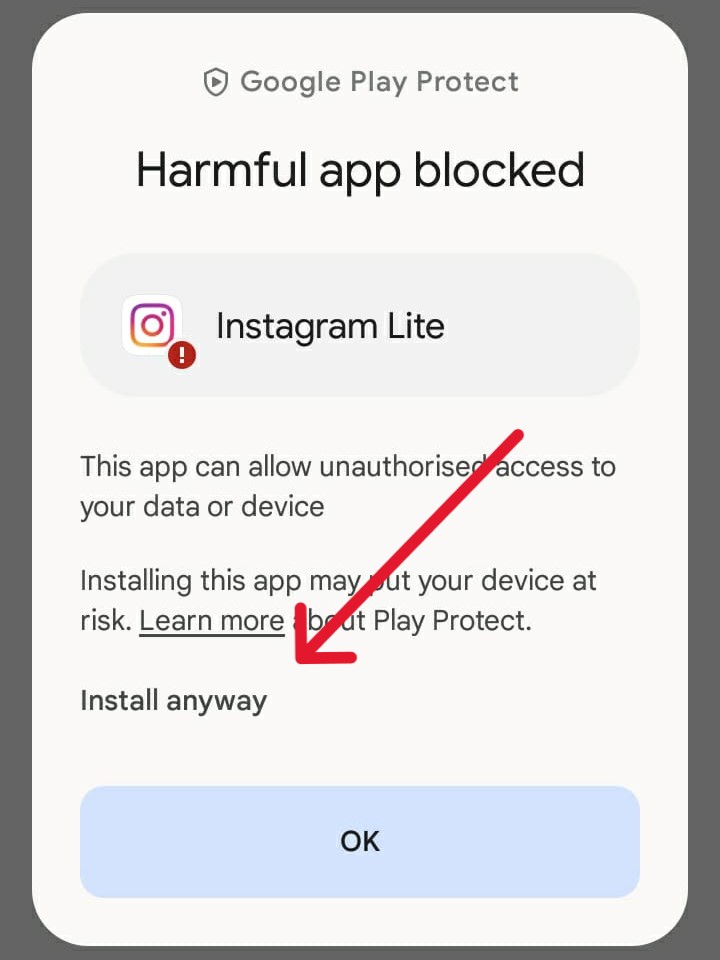 Google Play Protect
Harmful app blocked
Instagram Lite
This app can allow unauthorised access to
your data or device
Installing this app may put your device at
risk. Learn more about Play Protect.
Install anyway
OK